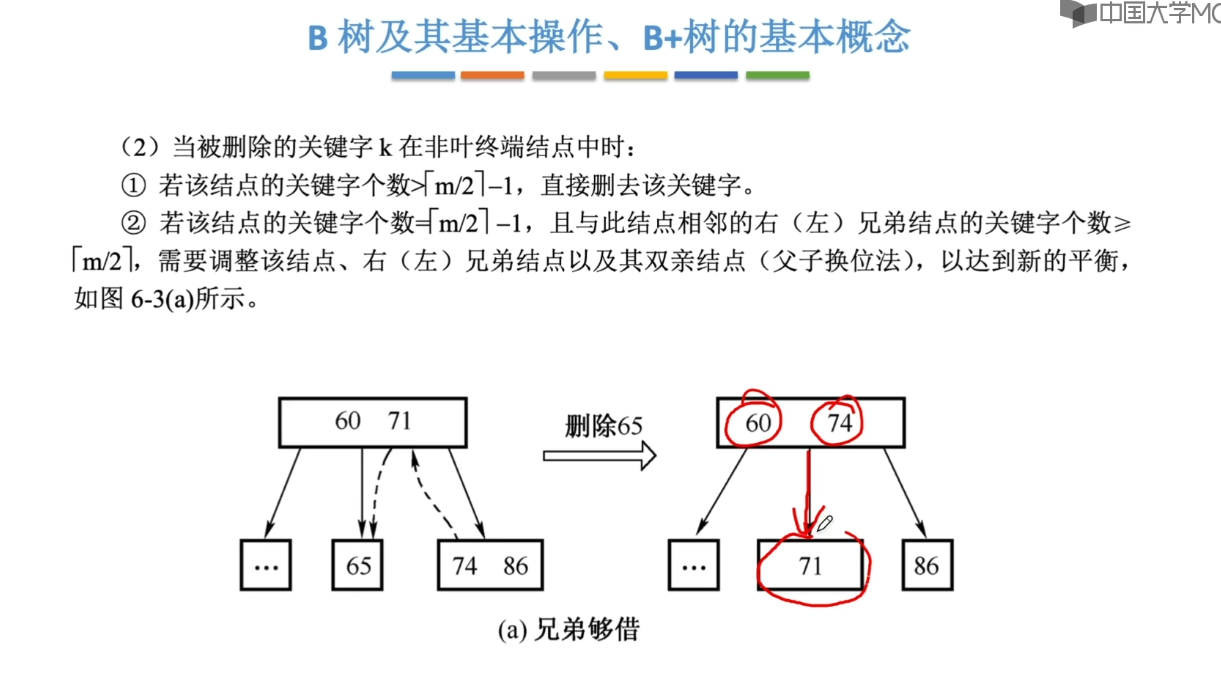 中国大学MO
B 树及其基本操作、B+树的基本概念
（2）当被删除的关键字 k 在非叶终端结点中时：
① 若该结点的关键字个数>⌈m/2⌉–1，直接删去该关键字。
② 若该结点的关键字个数=⌈m/2⌉–1，且与此结点相邻的右（左）兄弟结点的关键字个数≥
⌈m/2⌉，需要调整该结点、右（左）兄弟结点以及其双亲结点（父子换位法），以达到新的平衡，
如图 6-3(a)所示。
60 71
删除65
60 74
… 65 74 86
… 71 86
(a) 兄弟够借